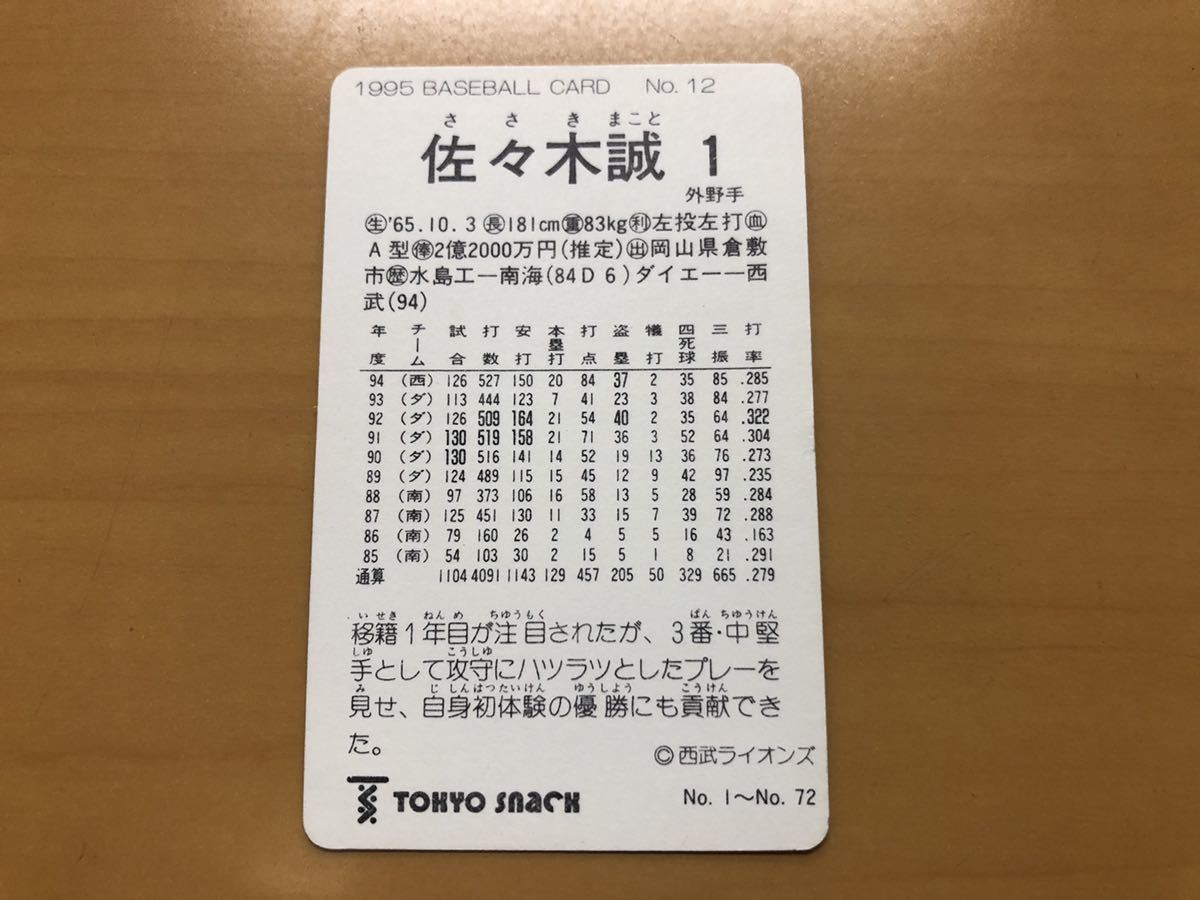 1995 BASEBALL CARD No. 12
さ さ き まこと
佐々木誠 1
外野手
㊤'65.10.3 ㊐181cm㊐83kg㊐左投左打㊐
A型㊐2億2000万円(推定)㊐岡山県倉敷
市㊐水島工―南海(84D6)ダイエー―西
武(94)
年度 チーム 試合 打数 安打 本塁打 打点 盗塁 犠打 四死球 三振 打率
94 (西) 126 527 150 20 84 37 2 35 85 .285
93 (ダ) 113 444 123 7 41 23 3 38 84 .277
92 (ダ) 126 509 164 21 54 40 2 35 64 .322
91 (ダ) 130 519 158 21 71 36 3 52 64 .304
90 (ダ) 130 516 141 14 52 19 13 36 76 .273
89 (ダ) 124 489 115 15 45 12 9 42 97 .235
88 (南) 97 373 106 16 58 13 5 28 59 .284
87 (南) 125 451 130 11 33 15 7 39 72 .288
86 (南) 79 160 26 2 4 5 5 16 43 .163
85 (南) 54 103 30 2 15 5 1 8 21 .291
通算 1104 4091 1143 129 457 205 50 329 665 .279
いせき ねんめ ちゆうもく ばん ちゆうけん
移籍1年目が注目されたが、3番・中堅
しゆ こうしゆ
手として攻守にハツラツとしたプレーを
み じしんはつたいけん ゆうしよう こうけん
見せ、自身初体験の優勝にも貢献でき
た。
©西武ライオンズ
TOKYO SNACK
No. 1〜No. 72